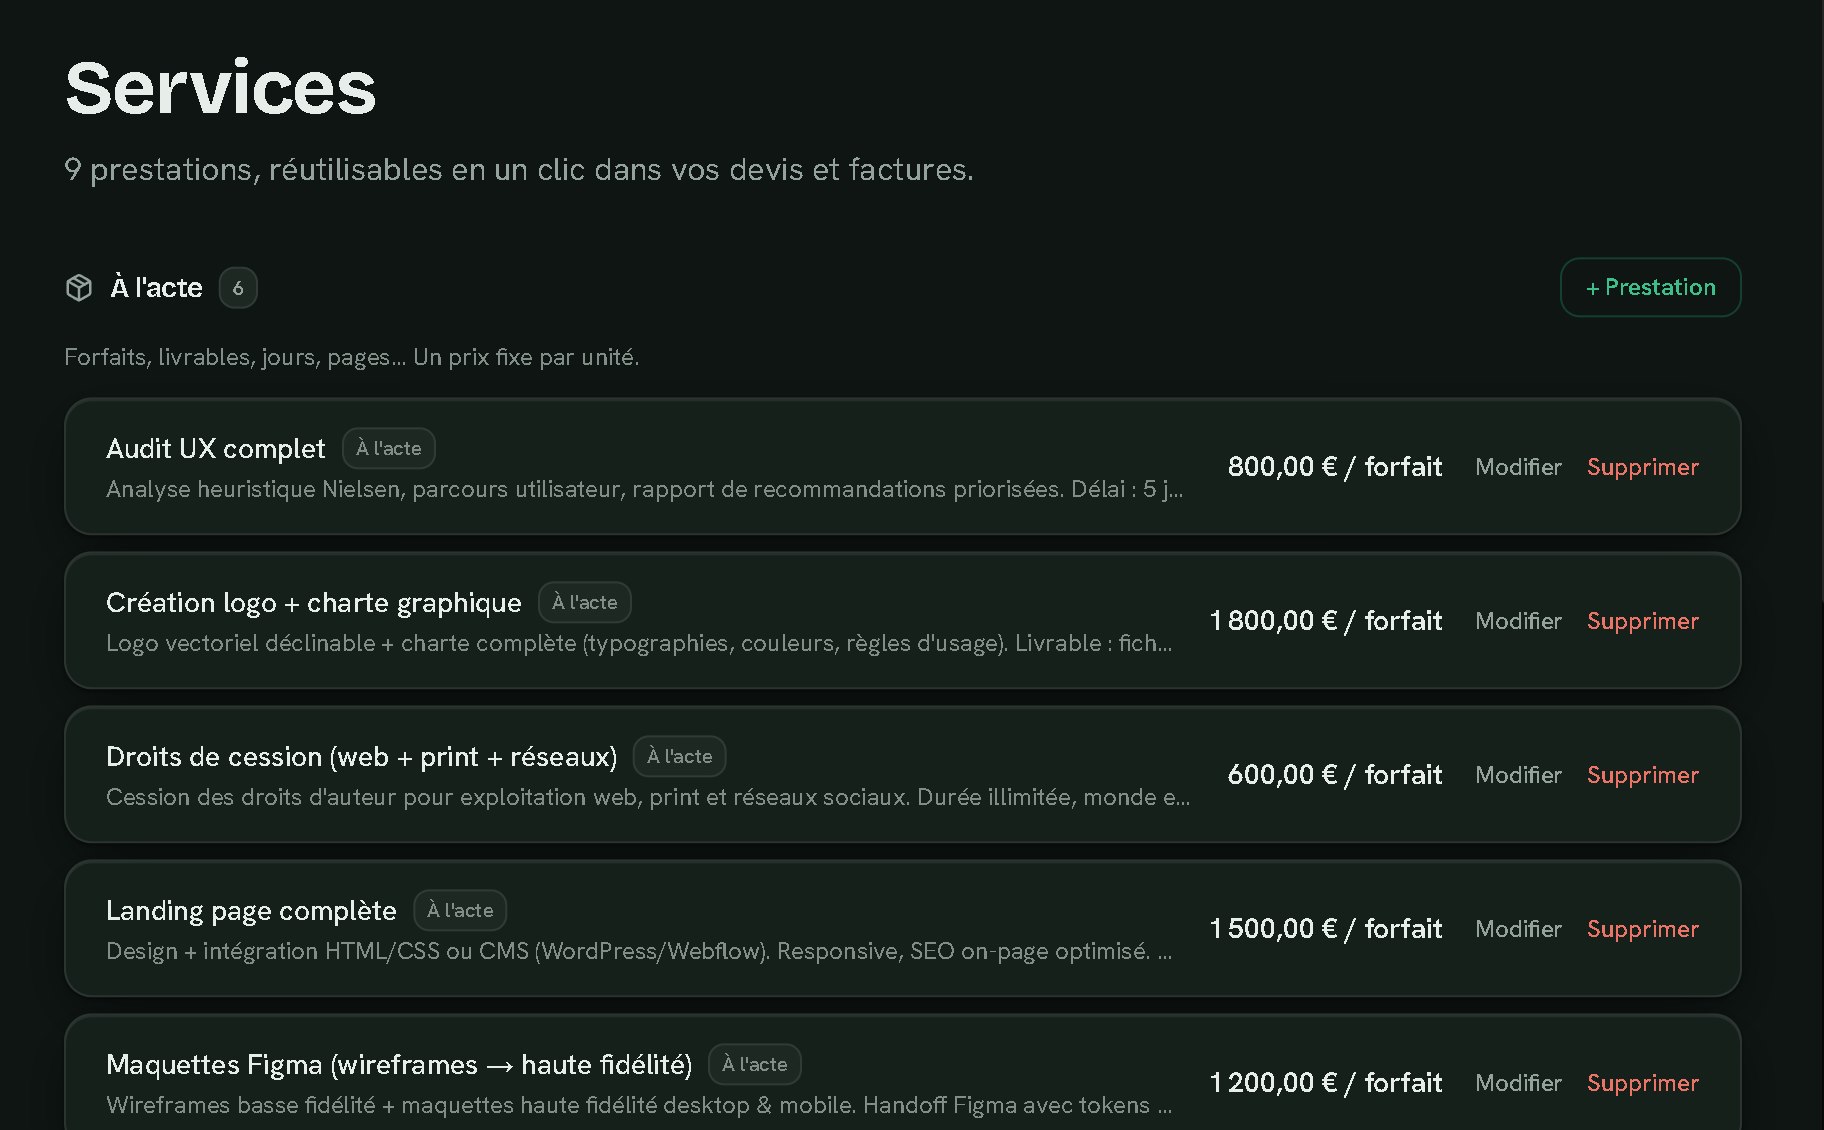 Services
9 prestations, réutilisables en un clic dans vos devis et factures.
À l'acte 6
+ Prestation
Forfaits, livrables, jours, pages... Un prix fixe par unité.
Audit UX complet À l'acte
Analyse heuristique Nielsen, parcours utilisateur, rapport de recommandations priorisées. Délai : 5 j...
800,00 € / forfait Modifier Supprimer
Création logo + charte graphique À l'acte
Logo vectoriel déclinable + charte complète (typographies, couleurs, règles d'usage). Livrable : fich...
1 800,00 € / forfait Modifier Supprimer
Droits de cession (web + print + réseaux) À l'acte
Cession des droits d'auteur pour exploitation web, print et réseaux sociaux. Durée illimitée, monde e...
600,00 € / forfait Modifier Supprimer
Landing page complète À l'acte
Design + intégration HTML/CSS ou CMS (WordPress/Webflow). Responsive, SEO on-page optimisé. ...
1 500,00 € / forfait Modifier Supprimer
Maquettes Figma (wireframes → haute fidélité) À l'acte
Wireframes basse fidélité + maquettes haute fidélité desktop & mobile. Handoff Figma avec tokens ...
1 200,00 € / forfait Modifier Supprimer